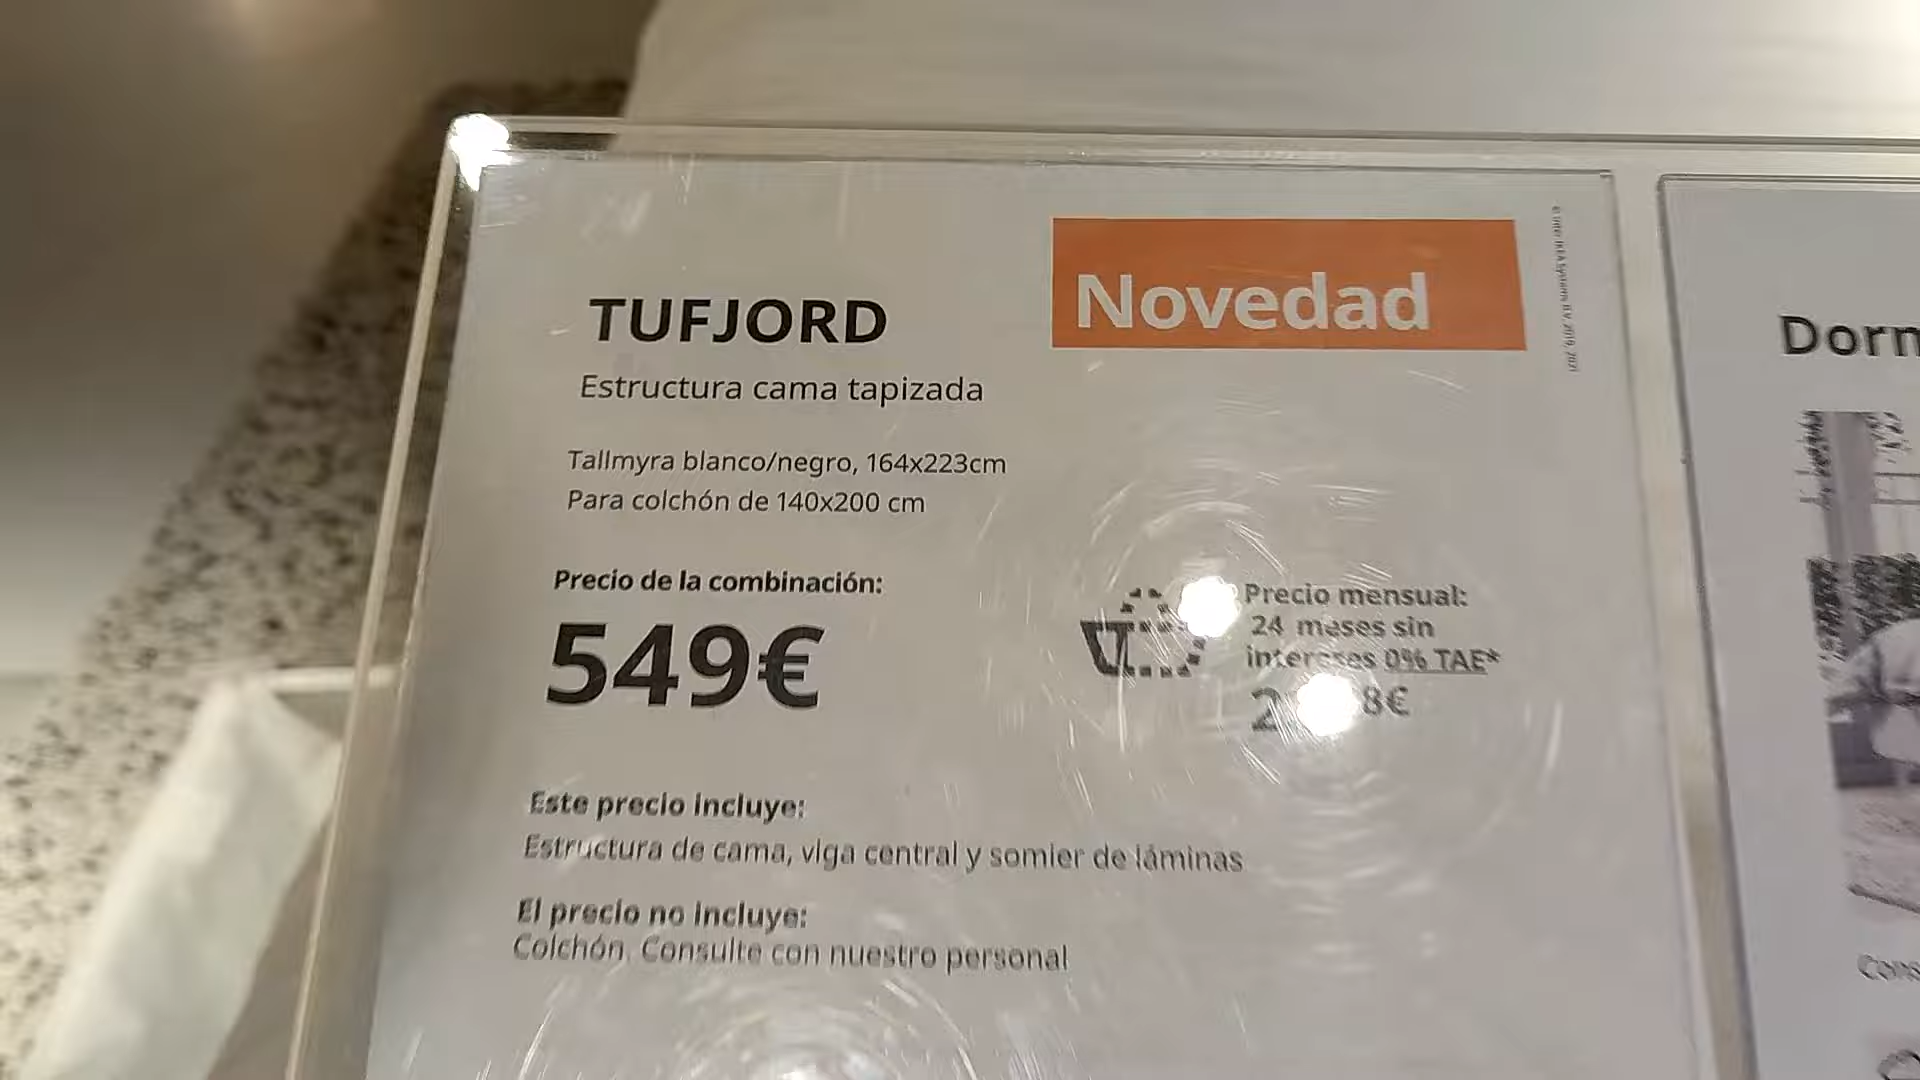 Novedad
TUFJORD
Estructura cama tapizada
Tallmyra blanco/negro, 164x223cm
Para colchón de 140x200 cm
Precio de la combinación:
549€
Precio mensual:
24 meses sin
intereses 0% TAE*
Este precio incluye:
Estructura de cama, viga central y somier de láminas
El precio no incluye:
Colchón. Consulte con nuestro personal